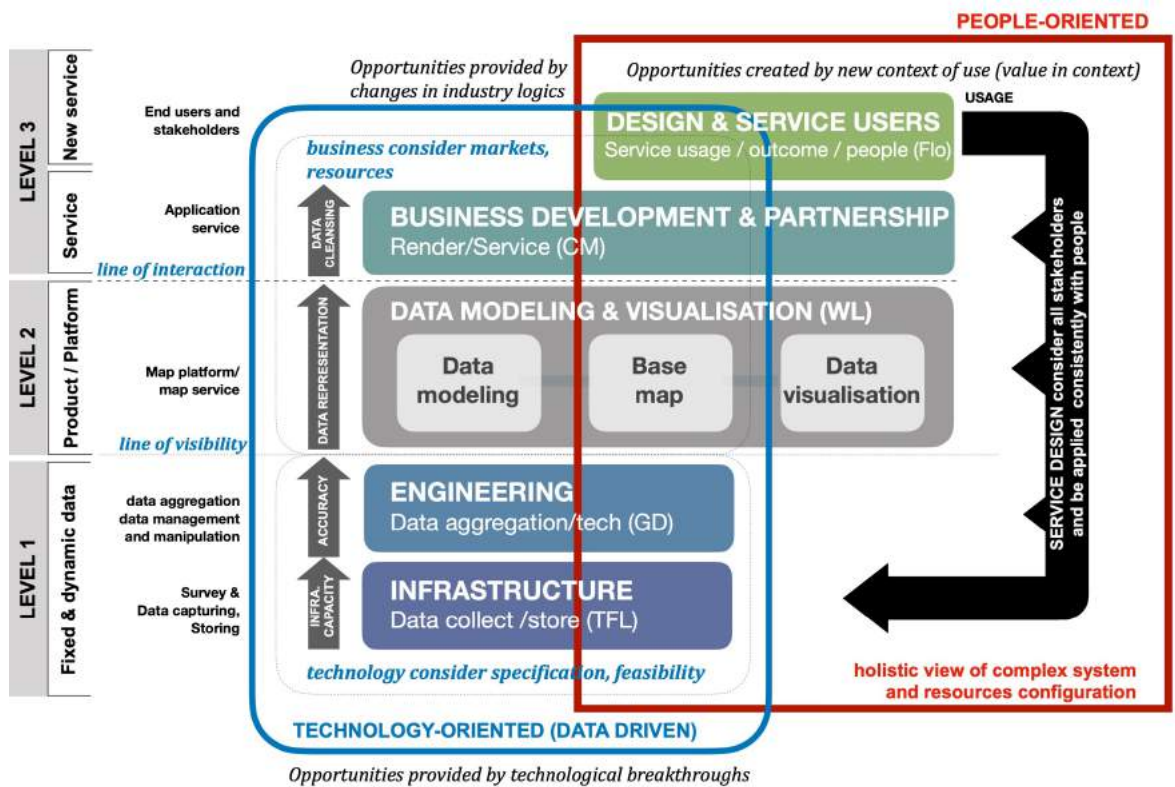 PEOPLE-ORIENTED
Opportunities provided by
changes in industry logics
Opportunities created by new context of use (value in context)
LEVEL 3
New service
End users and
stakeholders
business consider markets,
resources
DESIGN & SERVICE USERS
Service usage / outcome / people (Flo)
USAGE
Service
Application
service
DATA
CLEANSING
BUSINESS DEVELOPMENT & PARTNERSHIP
Render/Service (CM)
line of interaction
LEVEL 2
Product / Platform
Map platform/
map service
DATA REPRESENTATION
DATA MODELING & VISUALISATION (WL)
Data
modeling
Base
map
Data
visualisation
line of visibility
SERVICE DESIGN consider all stakeholders
and be applied consistently with people
LEVEL 1
Fixed & dynamic data
data aggregation
data management
and manipulation
ACCURACY
ENGINEERING
Data aggregation/tech (GD)
Survey &
Data capturing,
Storing
INFRA.
CAPACITY
INFRASTRUCTURE
Data collect /store (TFL)
technology consider specification, feasibility
holistic view of complex system
and resources configuration
TECHNOLOGY-ORIENTED (DATA DRIVEN)
Opportunities provided by technological breakthroughs